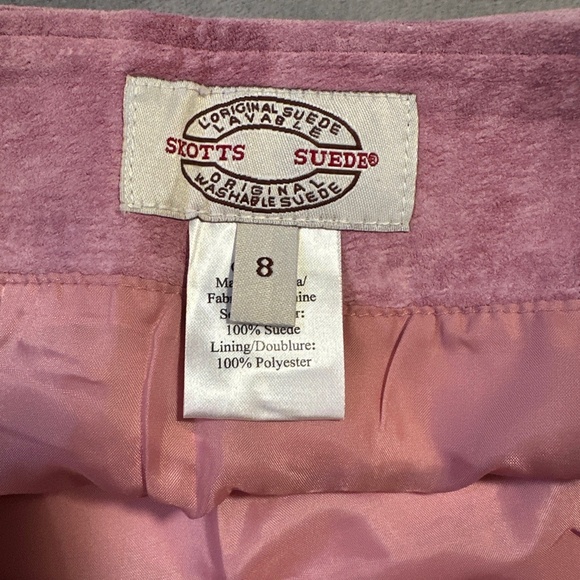 L'ORIGINAL SUEDE
LAVABLE
SKOTTS SUEDE®
ORIGINAL
WASHABLE SUEDE
8
100% Suede
Lining/Doublure:
100% Polyester